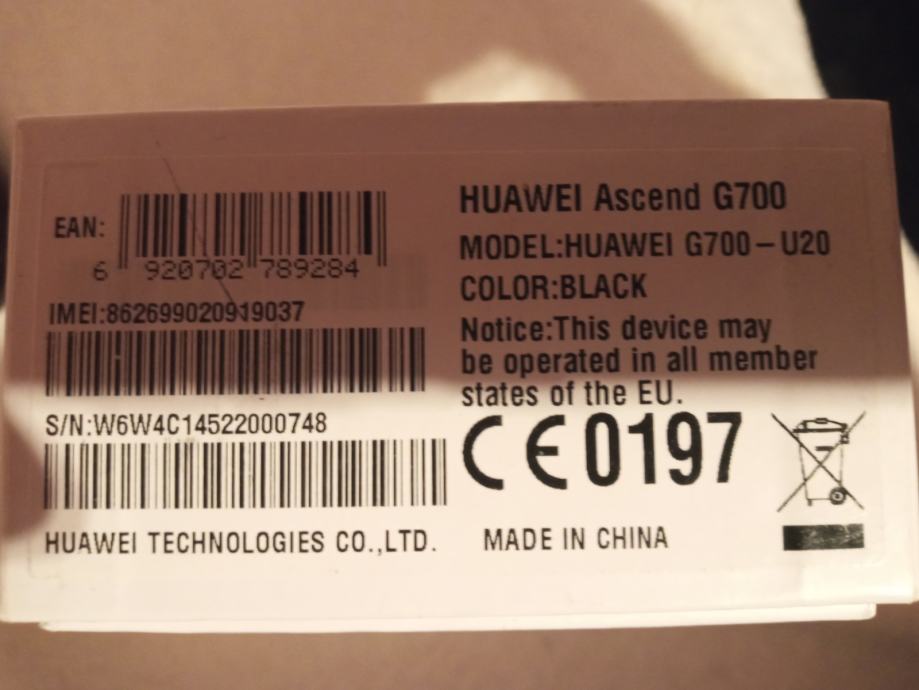 EAN:
6 920702 789284
IMEI:862699020919037
S/N:W6W4C14522000748
HUAWEI TECHNOLOGIES CO.,LTD.
HUAWEI Ascend G700
MODEL:HUAWEI G700-U20
COLOR:BLACK
Notice:This device may
be operated in all member
states of the EU.
CE0197
MADE IN CHINA